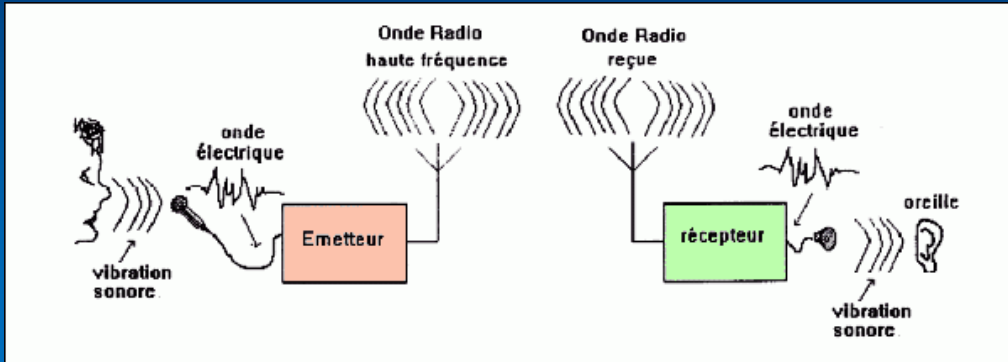 Onde Radio
haute fréquence
Onde Radio
reçue
onde
électrique
onde
électrique
oreille
Emetteur
récepteur
vibration
sonore
vibration
sonore